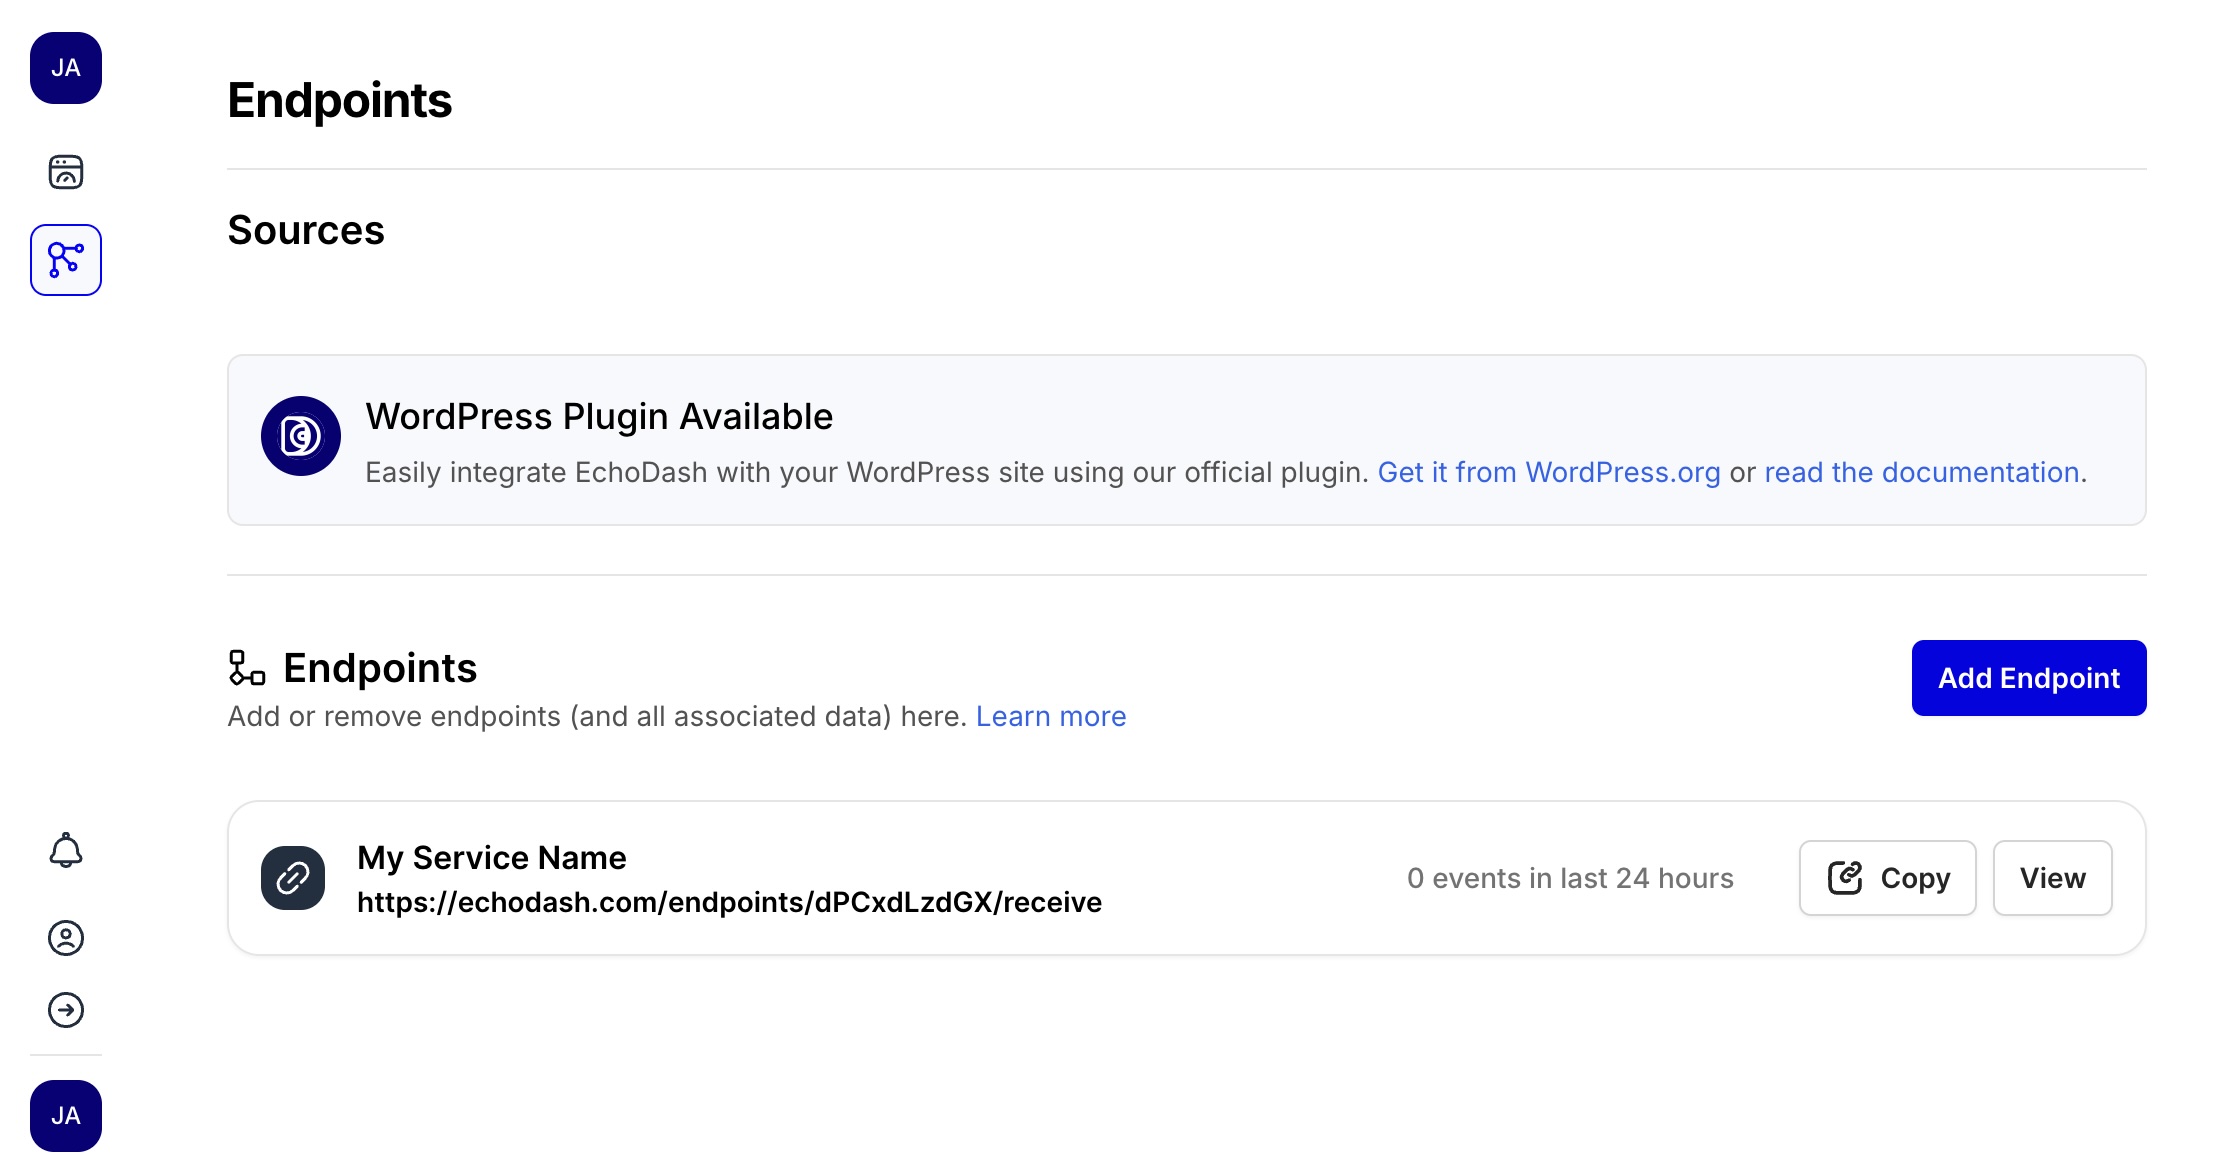 JA
Endpoints
Sources
WordPress Plugin Available
Easily integrate EchoDash with your WordPress site using our official plugin. Get it from WordPress.org or read the documentation.
Endpoints
Add or remove endpoints (and all associated data) here. Learn more
Add Endpoint
My Service Name
https://echodash.com/endpoints/dPCxdLzdGX/receive
0 events in last 24 hours
Copy
View
JA